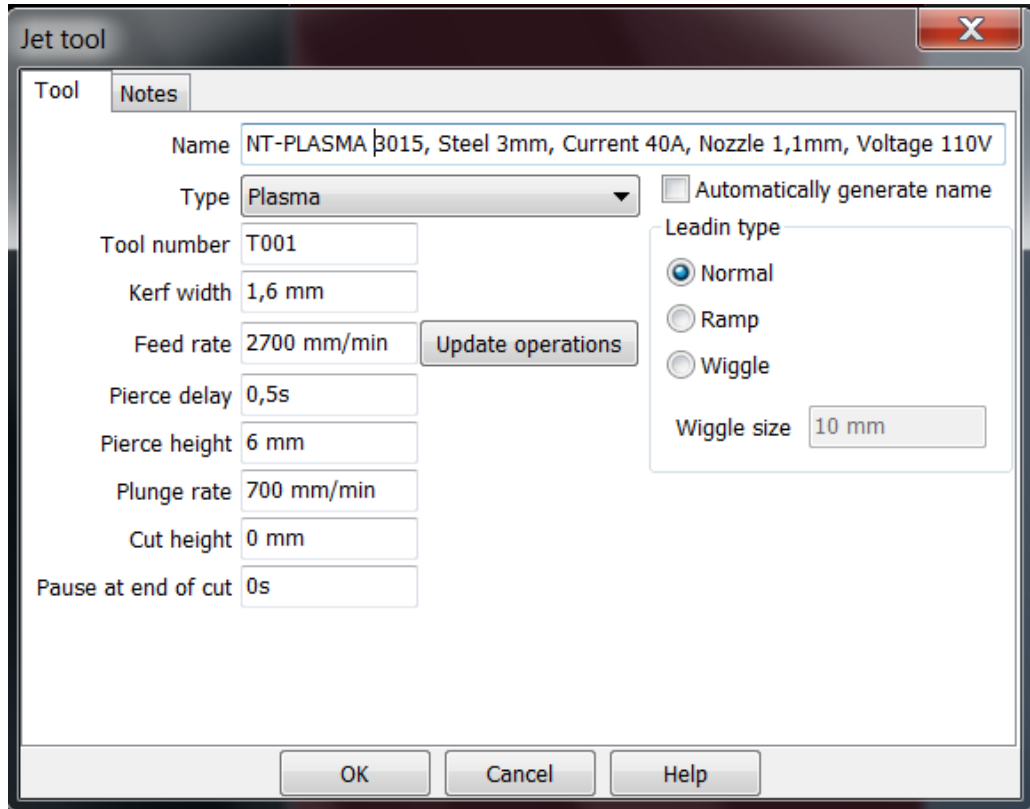 Jet tool
Tool Notes
Name NT-PLASMA 3015, Steel 3mm, Current 40A, Nozzle 1,1mm, Voltage 110V
Type Plasma
Automatically generate name
Tool number T001
Kerf width 1,6 mm
Feed rate 2700 mm/min Update operations
Pierce delay 0,5s
Pierce height 6 mm
Plunge rate 700 mm/min
Cut height 0 mm
Pause at end of cut 0s
Leadin type
Normal
Ramp
Wiggle
Wiggle size 10 mm
OK Cancel Help